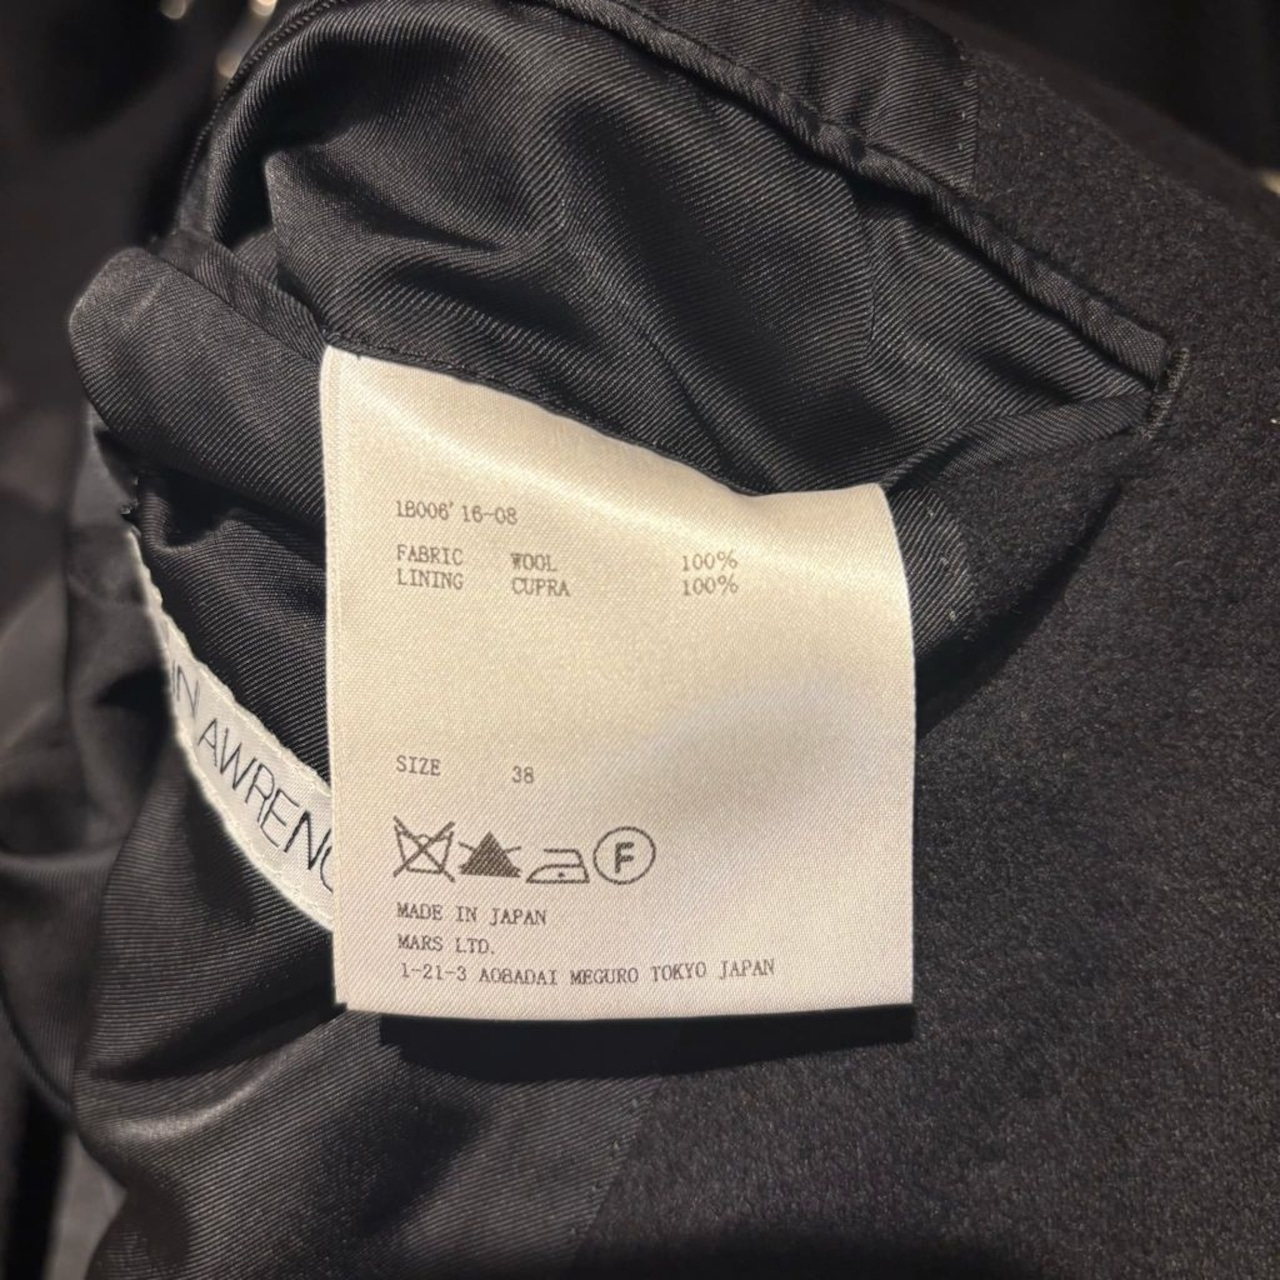 1B006' 16-08
FABRIC WOOL 100%
LINING CUPRA 100%
SIZE 38
F
MADE IN JAPAN
MARS LTD.
1-21-3 AOBADAI MEGURO TOKYO JAPAN
IN AWRENC